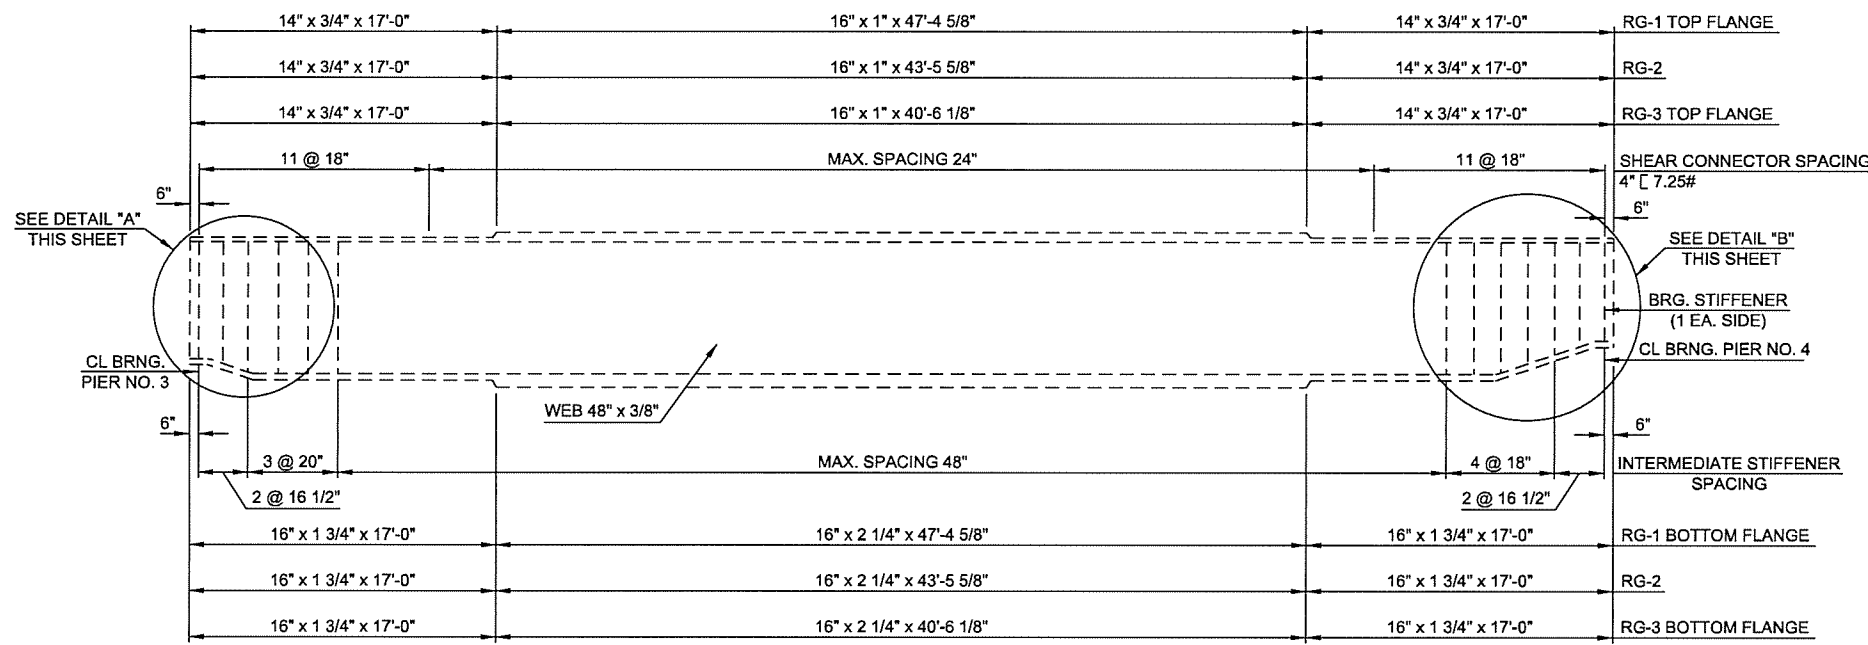 14" x 3/4" x 17'-0" 16" x 1" x 47'-4 5/8" 14" x 3/4" x 17'-0" RG-1 TOP FLANGE
14" x 3/4" x 17'-0" 16" x 1" x 43'-5 5/8" 14" x 3/4" x 17'-0" RG-2
14" x 3/4" x 17'-0" 16" x 1" x 40'-6 1/8" 14" x 3/4" x 17'-0" RG-3 TOP FLANGE
11 @ 18" MAX. SPACING 24" 11 @ 18" SHEAR CONNECTOR SPACING
4" [ 7.25#
6" 6"
SEE DETAIL "A"
THIS SHEET
SEE DETAIL "B"
THIS SHEET
BRG. STIFFENER
(1 EA. SIDE)
CL BRNG.
PIER NO. 3
CL BRNG. PIER NO. 4
WEB 48" x 3/8"
6" 6"
3 @ 20" MAX. SPACING 48" 4 @ 18" INTERMEDIATE STIFFENER
SPACING
2 @ 16 1/2" 2 @ 16 1/2"
16" x 1 3/4" x 17'-0" 16" x 2 1/4" x 47'-4 5/8" 16" x 1 3/4" x 17'-0" RG-1 BOTTOM FLANGE
16" x 1 3/4" x 17'-0" 16" x 2 1/4" x 43'-5 5/8" 16" x 1 3/4" x 17'-0" RG-2
16" x 1 3/4" x 17'-0" 16" x 2 1/4" x 40'-6 1/8" 16" x 1 3/4" x 17'-0" RG-3 BOTTOM FLANGE